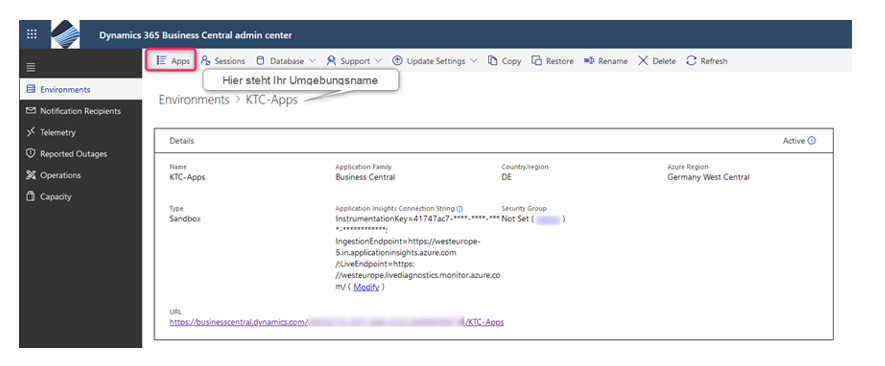 Dynamics 365 Business Central admin center
Apps Sessions Database Support Update Settings Copy Restore Rename Delete Refresh
Hier steht Ihr Umgebungsname
Environments > KTC-Apps
Environments
Notification Recipients
Telemetry
Reported Outages
Operations
Capacity
Details Active
Name Application Family Country/region Azure Region
KTC-Apps Business Central DE Germany West Central
Type Application Insights Connection String Security Group
Sandbox InstrumentationKey=41747ac7-****-****-*** Not Set ( )
*-************;
IngestionEndpoint=https://westeurope-
5.in.applicationinsights.azure.com
/;LiveEndpoint=https:
//westeurope.livediagnostics.monitor.azure.co
m/ ( Modify )
URL
https://businesscentral.dynamics.com/ /KTC-Apps